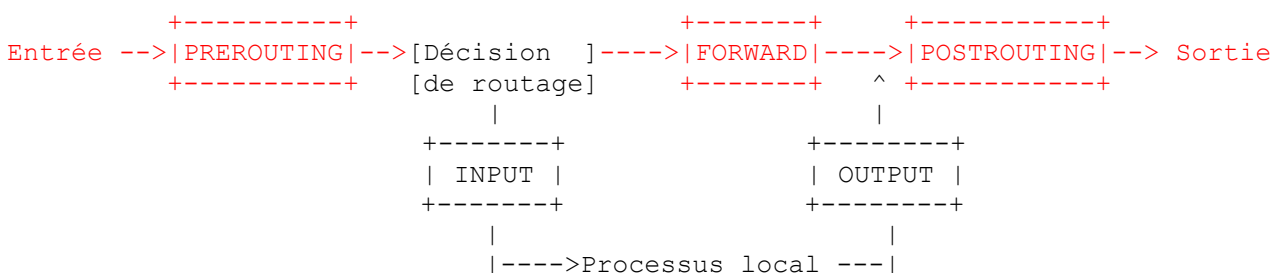 +----------+ +-------+ +-----------+
Entrée -->|PREROUTING|-->[Décision ]---->|FORWARD|---->|POSTROUTING|--> Sortie
+----------+ [de routage] +-------+ ^ +-----------+
| |
+-------+ +--------+
| INPUT | | OUTPUT |
+-------+ +--------+
| |
|---->Processus local ---|